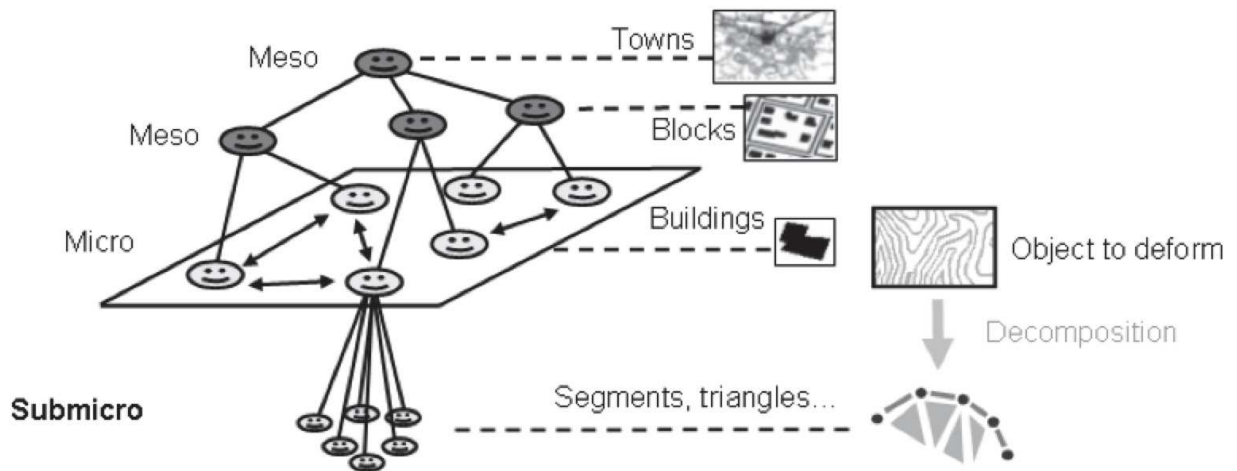 Meso
Towns
Meso
Blocks
Micro
Buildings
Object to deform
Decomposition
Submicro
Segments, triangles...